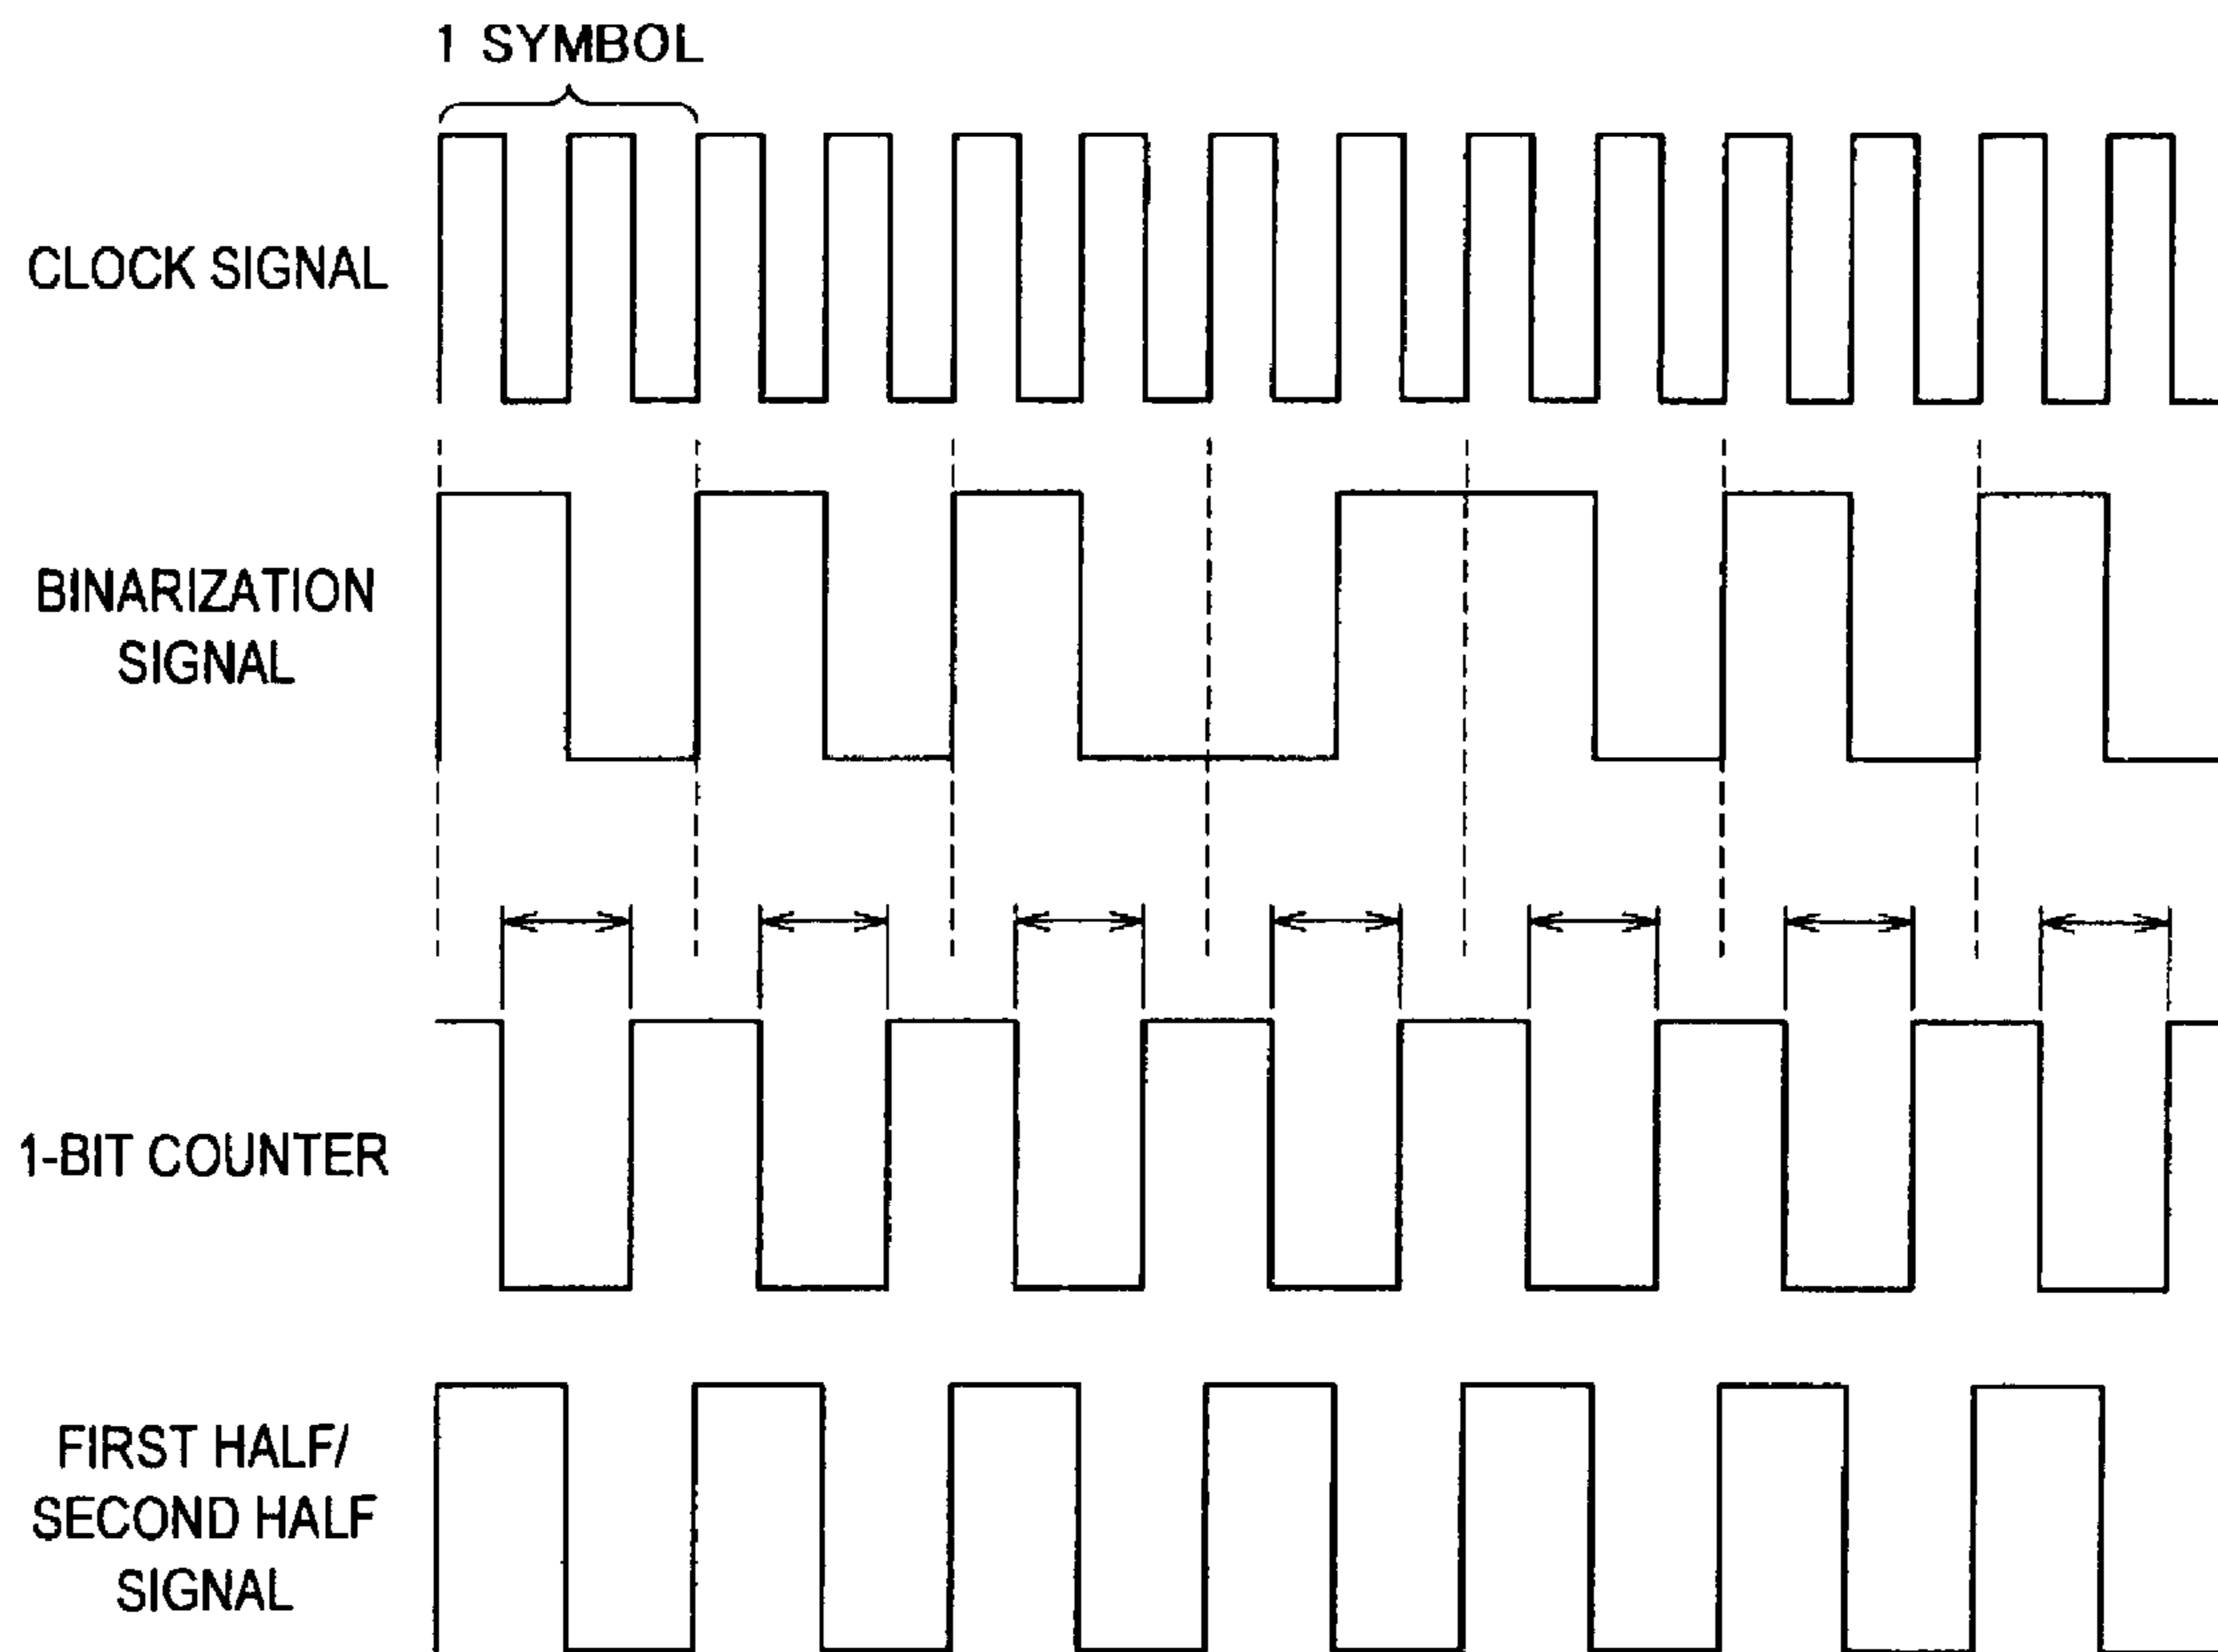 1 SYMBOL
CLOCK SIGNAL
BINARIZATION
SIGNAL
1-BIT COUNTER
FIRST HALF/
SECOND HALF
SIGNAL